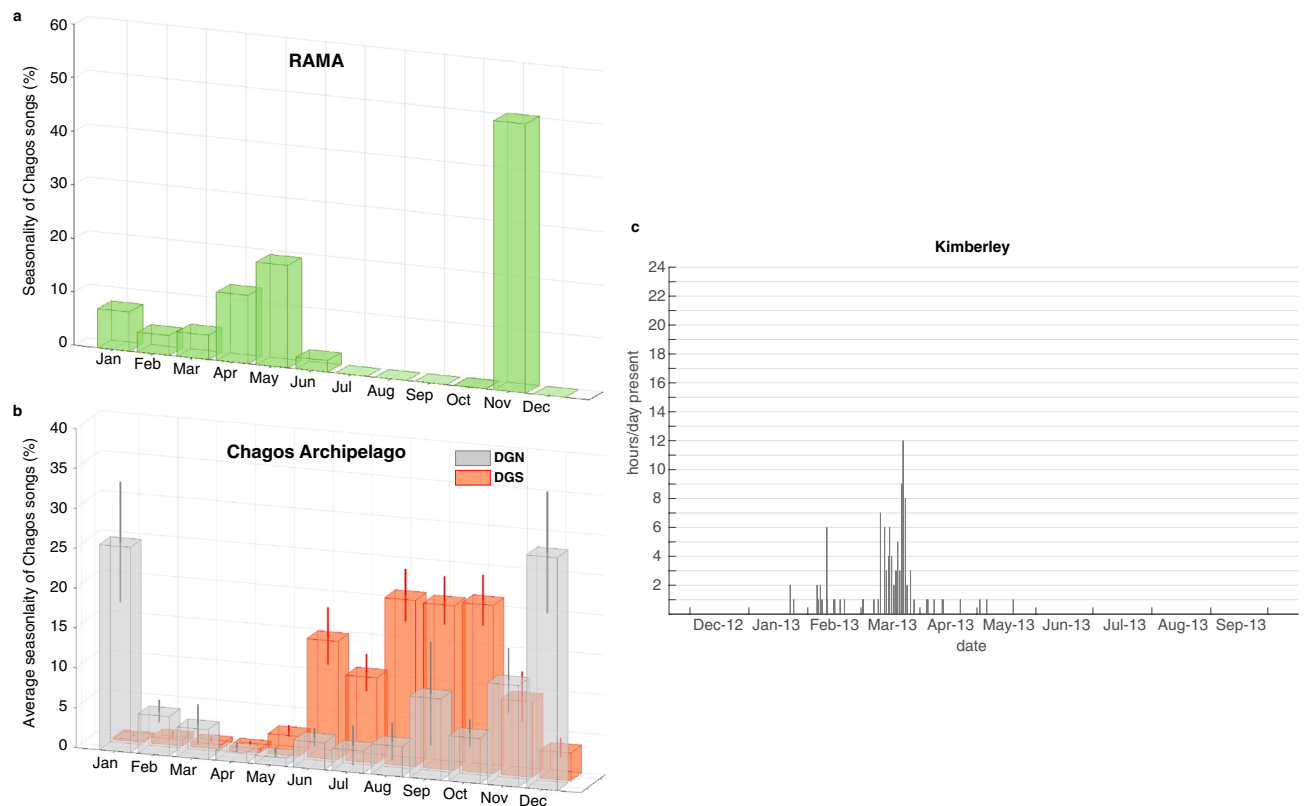 a
RAMA
Seasonality of Chagos songs (%)
60
50
40
30
20
10
0
Jan Feb Mar Apr May Jun Jul Aug Sep Oct Nov Dec
b
Chagos Archipelago
DGN
DGS
Average seasonlaity of Chagos songs (%)
40
35
30
25
20
15
10
5
0
Jan Feb Mar Apr May Jun Jul Aug Sep Oct Nov Dec
c
Kimberley
hours/day present
24
22
20
18
16
14
12
10
8
6
4
2
Dec-12 Jan-13 Feb-13 Mar-13 Apr-13 May-13 Jun-13 Jul-13 Aug-13 Sep-13
date